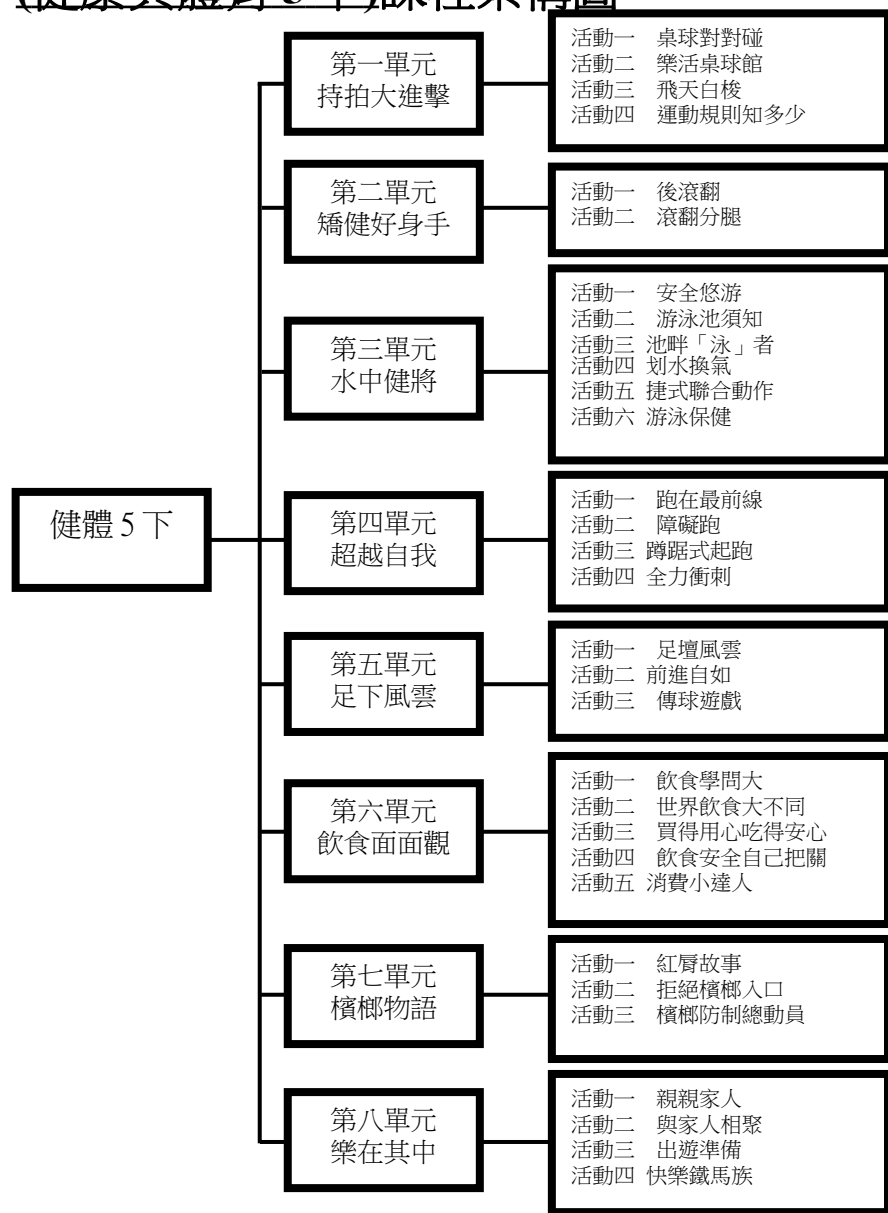 (健康與體育 5 下)課程架構圖
健體 5 下
第一單元
持拍大進擊
活動一 桌球對對碰
活動二 樂活桌球館
活動三 飛天白梭
活動四 運動規則知多少
第二單元
矯健好身手
活動一 後滾翻
活動二 滾翻分腿
第三單元
水中健將
活動一 安全悠游
活動二 游泳池須知
活動三 池畔「泳」者
活動四 划水換氣
活動五 捷式聯合動作
活動六 游泳保健
第四單元
超越自我
活動一 跑在最前線
活動二 障礙跑
活動三 蹲踞式起跑
活動四 全力衝刺
第五單元
足下風雲
活動一 足壇風雲
活動二 前進自如
活動三 傳球遊戲
第六單元
飲食面面觀
活動一 飲食學問大
活動二 世界飲食大不同
活動三 買得用心吃得安心
活動四 飲食安全自己把關
活動五 消費小達人
第七單元
檳榔物語
活動一 紅脣故事
活動二 拒絕檳榔入口
活動三 檳榔防制總動員
第八單元
樂在其中
活動一 親親家人
活動二 與家人相聚
活動三 出遊準備
活動四 快樂鐵馬族